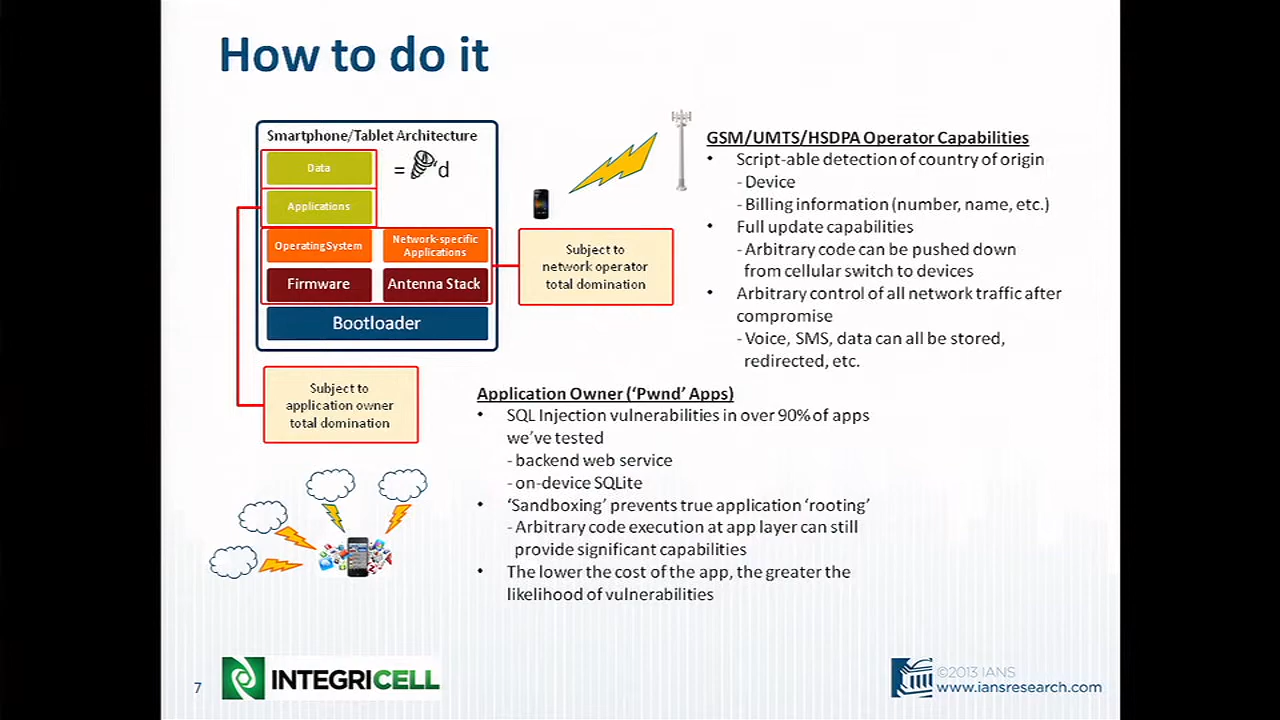 How to do it
Smartphone/Tablet Architecture
Data
= 'd
Applications
Operating System
Network-specific
Applications
Firmware
Antenna Stack
Bootloader
Subject to
network operator
total domination
Subject to
application owner
total domination
GSM/UMTS/HSDPA Operator Capabilities
• Script-able detection of country of origin
- Device
- Billing information (number, name, etc.)
• Full update capabilities
- Arbitrary code can be pushed down
from cellular switch to devices
• Arbitrary control of all network traffic after
compromise
- Voice, SMS, data can all be stored,
redirected, etc.
Application Owner ('Pwnd' Apps)
• SQL Injection vulnerabilities in over 90% of apps
we've tested
- backend web service
- on-device SQLite
• 'Sandboxing' prevents true application 'rooting'
- Arbitrary code execution at app layer can still
provide significant capabilities
• The lower the cost of the app, the greater the
likelihood of vulnerabilities
7
INTEGRICELL
©2013 IANS
www.iansresearch.com